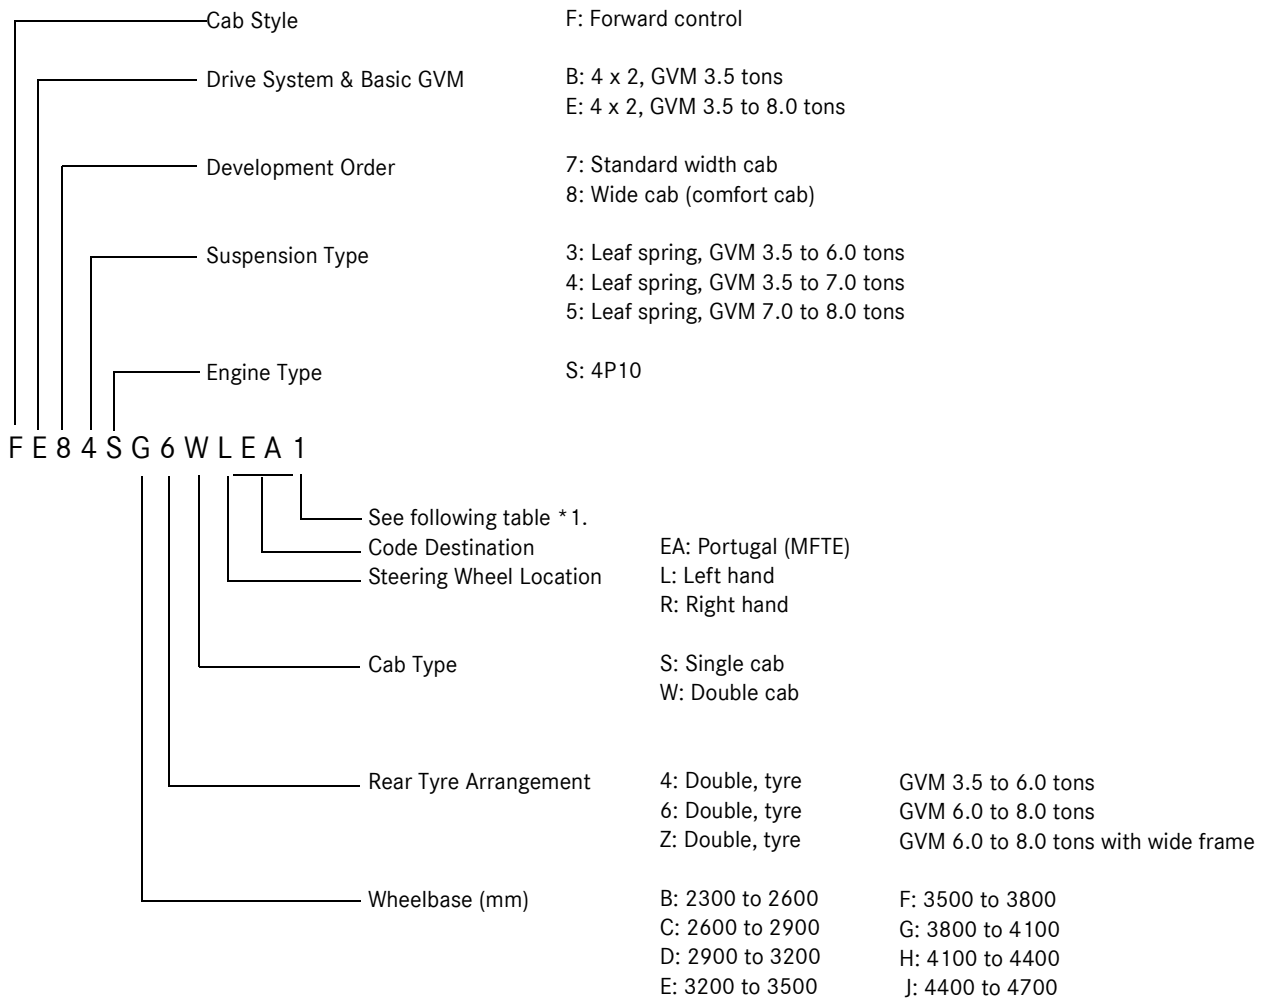 Cab Style F: Forward control
Drive System & Basic GVM B: 4 x 2, GVM 3.5 tons
E: 4 x 2, GVM 3.5 to 8.0 tons
Development Order 7: Standard width cab
8: Wide cab (comfort cab)
Suspension Type 3: Leaf spring, GVM 3.5 to 6.0 tons
4: Leaf spring, GVM 3.5 to 7.0 tons
5: Leaf spring, GVM 7.0 to 8.0 tons
Engine Type S: 4P10
F E 8 4 S G 6 W L E A 1
See following table *1.
Code Destination EA: Portugal (MFTE)
Steering Wheel Location L: Left hand
R: Right hand
Cab Type S: Single cab
W: Double cab
Rear Tyre Arrangement 4: Double, tyre GVM 3.5 to 6.0 tons
6: Double, tyre GVM 6.0 to 8.0 tons
Z: Double, tyre GVM 6.0 to 8.0 tons with wide frame
Wheelbase (mm) B: 2300 to 2600 F: 3500 to 3800
C: 2600 to 2900 G: 3800 to 4100
D: 2900 to 3200 H: 4100 to 4400
E: 3200 to 3500 J: 4400 to 4700